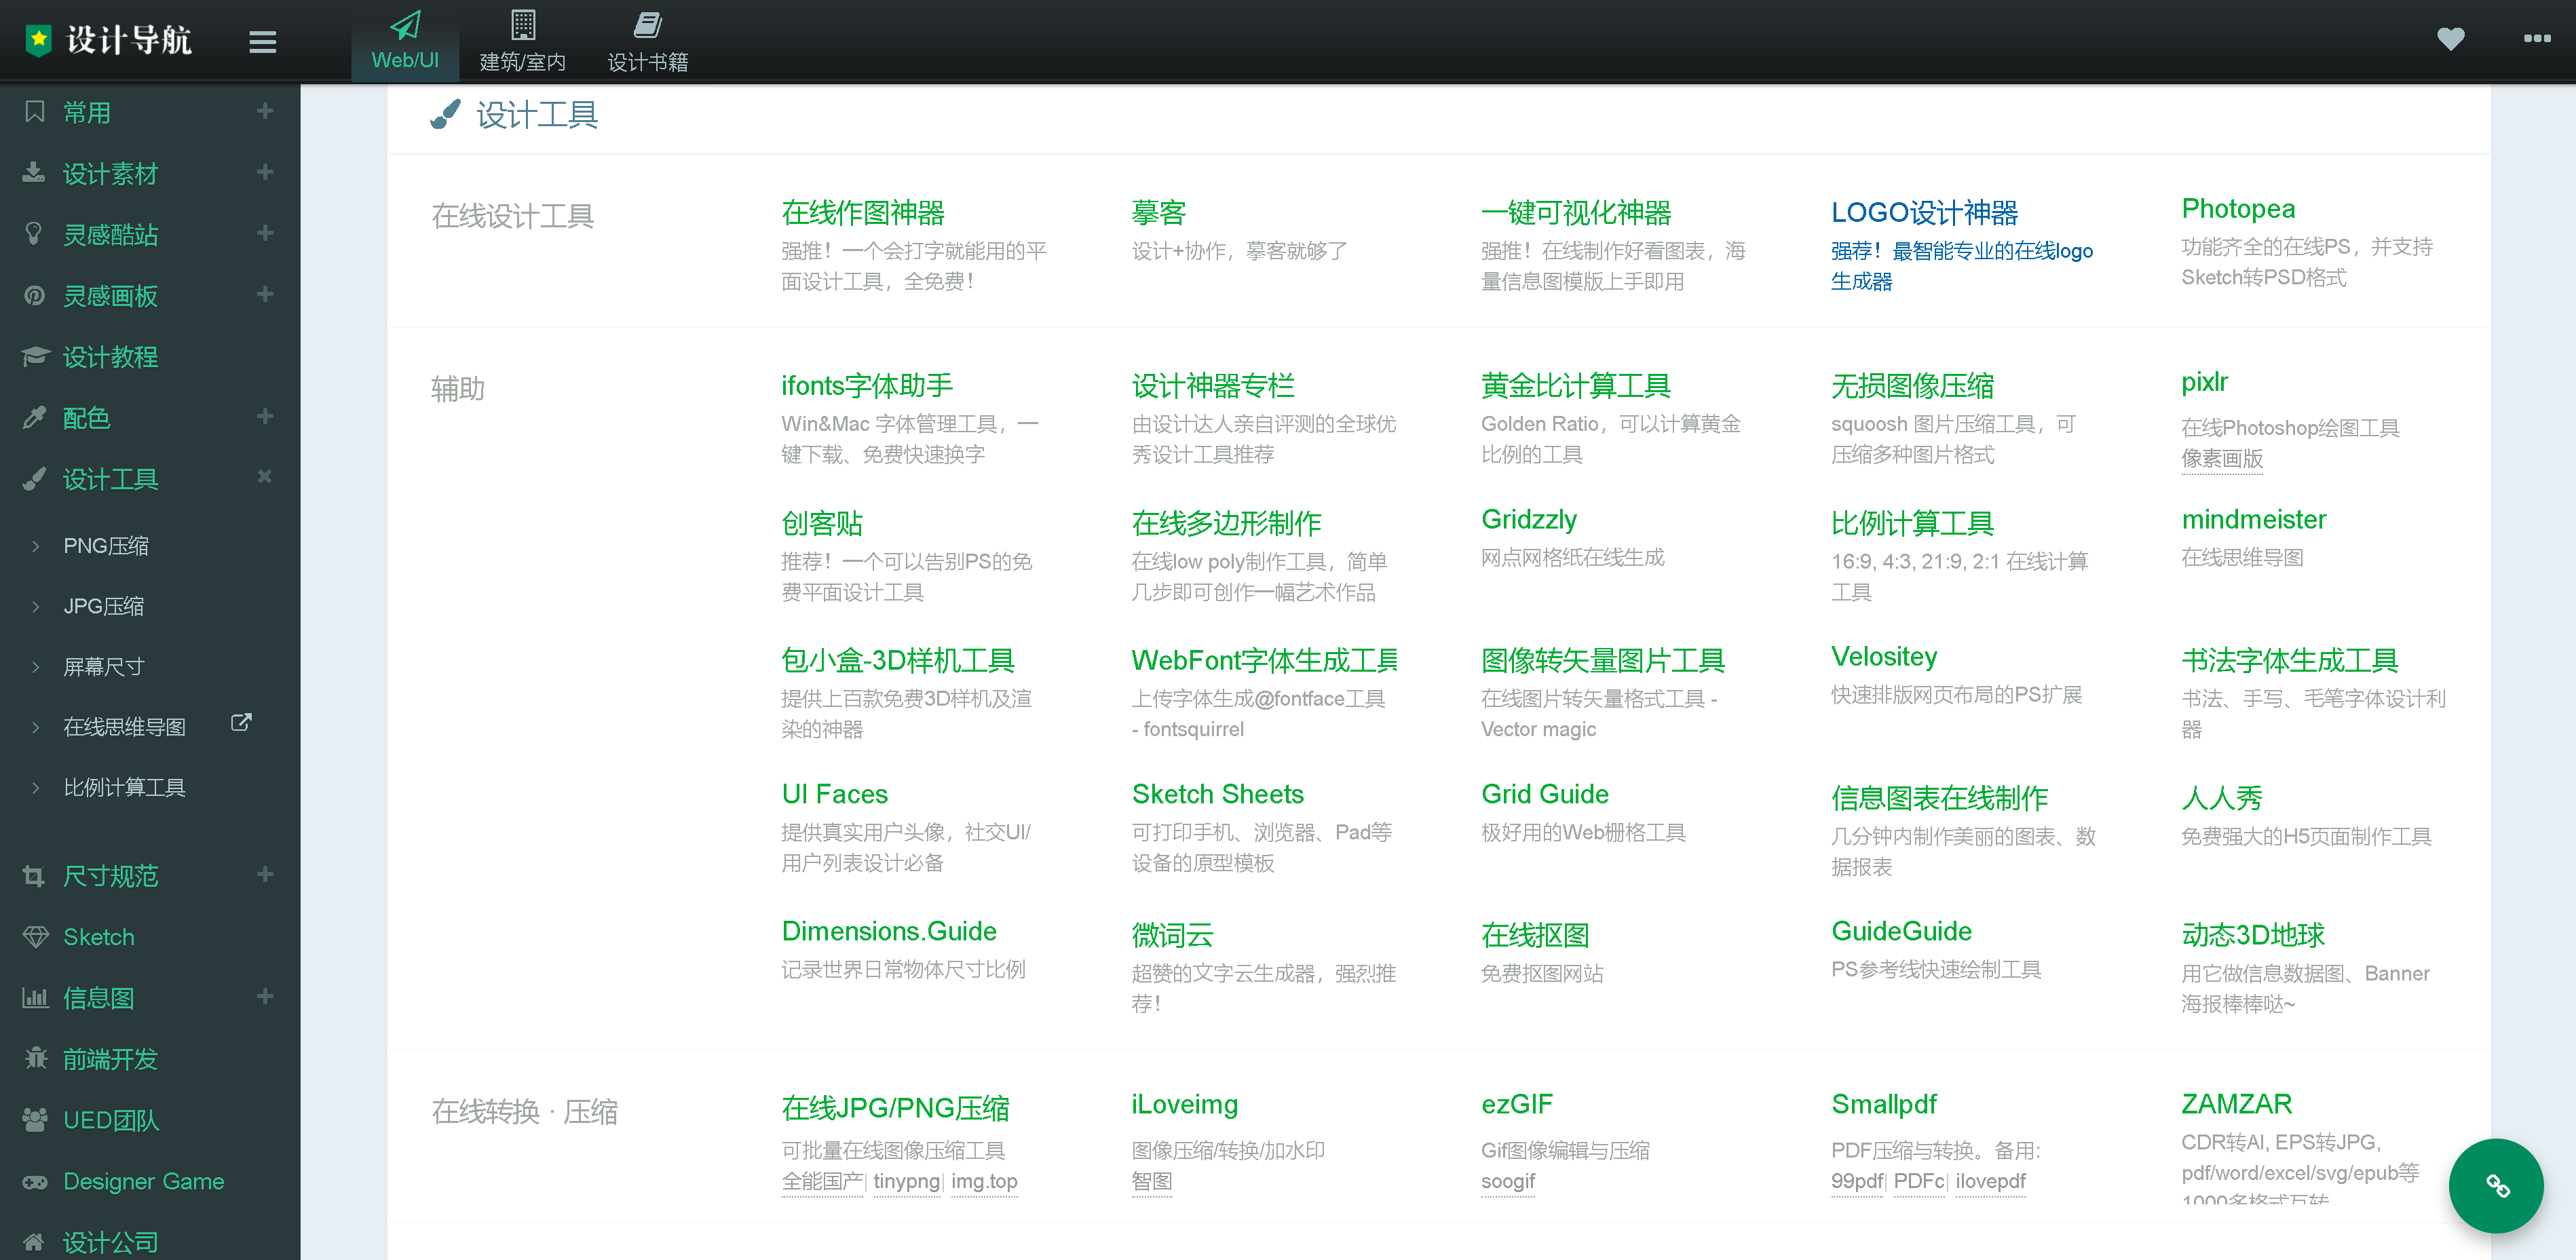 设计导航
Web/UI
建筑/室内
设计书籍
常用
设计素材
灵感酷站
灵感画板
设计教程
配色
设计工具
PNG压缩
JPG压缩
屏幕尺寸
在线思维导图
比例计算工具
尺寸规范
Sketch
信息图
前端开发
UED团队
Designer Game
设计公司
设计工具
在线设计工具
在线作图神器
强推！一个会打字就能用的平
面设计工具，全免费！
摹客
设计+协作，摹客就够了
一键可视化神器
强推！在线制作好看图表，海
量信息图模版上手即用
LOGO设计神器
强荐！最智能专业的在线logo
生成器
Photopea
功能齐全的在线PS，并支持
Sketch转PSD格式
辅助
ifonts字体助手
Win&Mac 字体管理工具，一
键下载、免费快速换字
设计神器专栏
由设计达人亲自评测的全球优
秀设计工具推荐
黄金比计算工具
Golden Ratio，可以计算黄金
比例的工具
无损图像压缩
squoosh 图片压缩工具，可
压缩多种图片格式
pixlr
在线Photoshop绘图工具
像素画版
创客贴
推荐！一个可以告别PS的免
费平面设计工具
在线多边形制作
在线low poly制作工具，简单
几步即可创作一幅艺术作品
Gridzzly
网点网格纸在线生成
比例计算工具
16:9, 4:3, 21:9, 2:1 在线计算
工具
mindmeister
在线思维导图
包小盒-3D样机工具
提供上百款免费3D样机及渲
染的神器
WebFont字体生成工具
上传字体生成@fontface工具
- fontsquirrel
图像转矢量图片工具
在线图片转矢量格式工具 -
Vector magic
Velositey
快速排版网页布局的PS扩展
书法字体生成工具
书法、手写、毛笔字体设计利
器
UI Faces
提供真实用户头像，社交UI/
用户列表设计必备
Sketch Sheets
可打印手机、浏览器、Pad等
设备的原型模板
Grid Guide
极好用的Web栅格工具
信息图表在线制作
几分钟内制作美丽的图表、数
据报表
人人秀
免费强大的H5页面制作工具
Dimensions.Guide
记录世界日常物体尺寸比例
微词云
超赞的文字云生成器，强烈推
荐！
在线抠图
免费抠图网站
GuideGuide
PS参考线快速绘制工具
动态3D地球
用它做信息数据图、Banner
海报棒棒哒~
在线转换 · 压缩
在线JPG/PNG压缩
可批量在线图像压缩工具
全能国产| tinypng| img.top
iLoveimg
图像压缩/转换/加水印
智图
ezGIF
Gif图像编辑与压缩
soogif
Smallpdf
PDF压缩与转换。备用:
99pdf| PDFc| ilovepdf
ZAMZAR
CDR转AI, EPS转JPG,
pdf/word/excel/svg/epub等
1000多格式互转